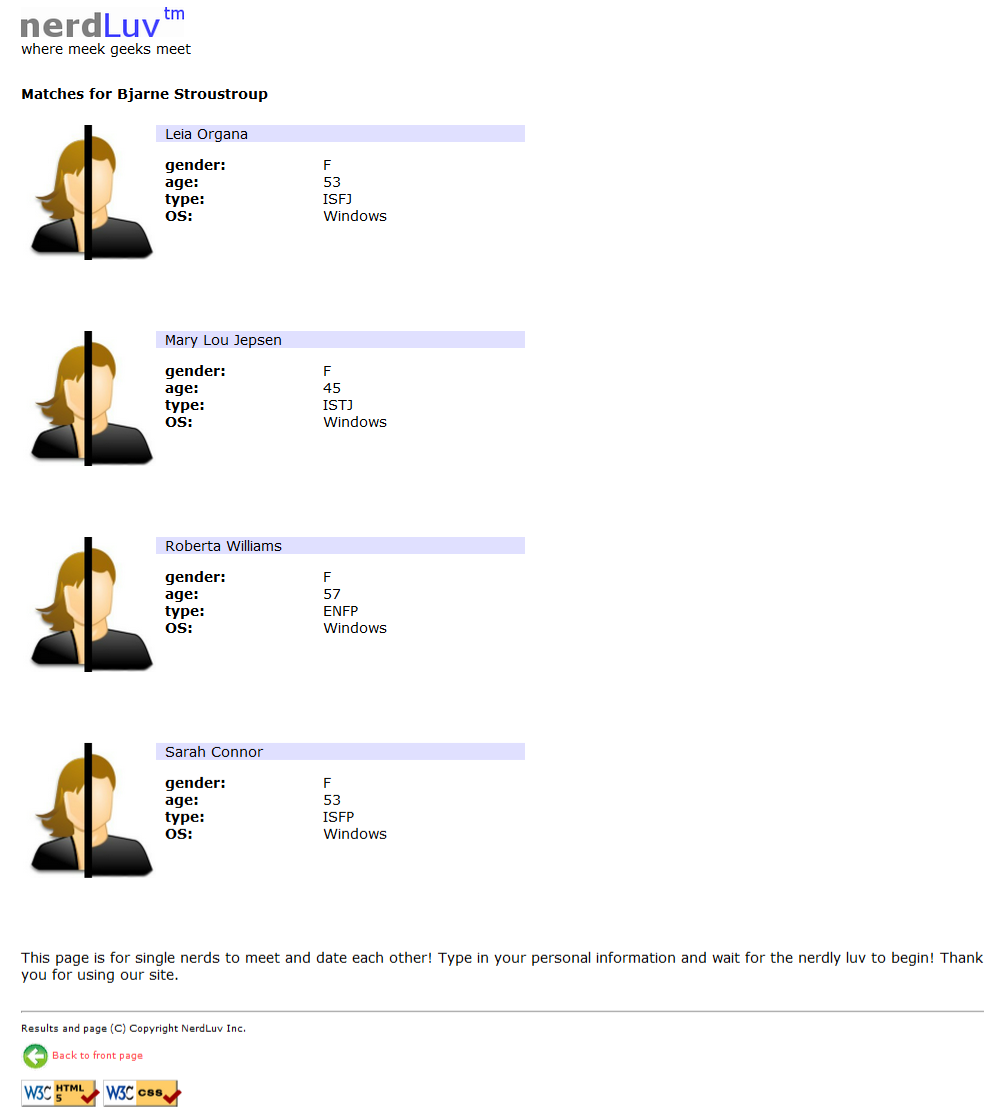 nerdLuv™
where meek geeks meet
Matches for Bjarne Stroustroup
Leia Organa
gender: F
age: 53
type: ISFJ
OS: Windows
Mary Lou Jepsen
gender: F
age: 45
type: ISTJ
OS: Windows
Roberta Williams
gender: F
age: 57
type: ENFP
OS: Windows
Sarah Connor
gender: F
age: 53
type: ISFP
OS: Windows
This page is for single nerds to meet and date each other! Type in your personal information and wait for the nerdly luv to begin! Thank
you for using our site.
Results and page (C) Copyright NerdLuv Inc.
Back to front page
W3C HTML 5 W3C css